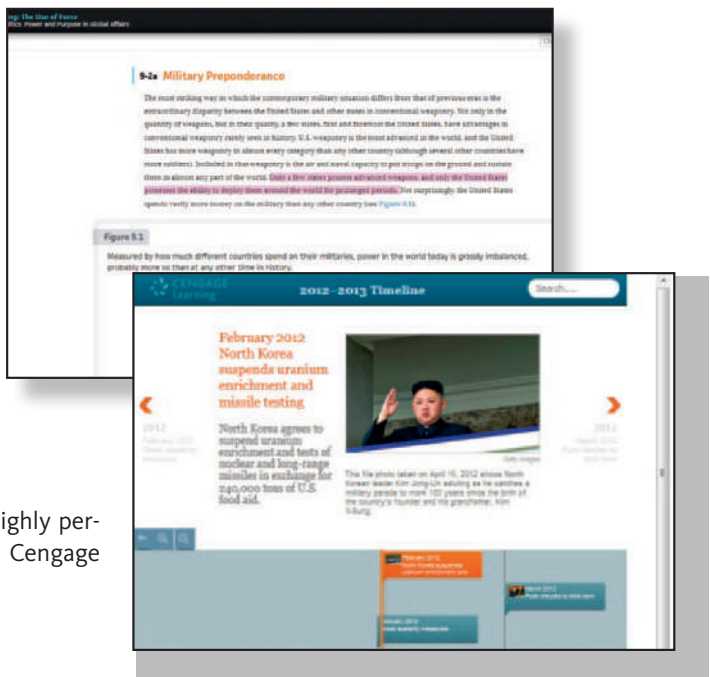 ng: The Use of Force
itics: Power and Purpose in Global Affairs
9-2a Military Preponderance
The most striking way in which the contemporary military situation differs from that of previous eras is the
extraordinary disparity between the United States and other states in conventional weaponry. Not only in the
quantity of weapons, but in their quality, a few states, first and foremost the United States, have advantages in
conventional weaponry rarely seen in history. U.S. weaponry is the most advanced in the world, and the United
States has more weaponry in almost every category than any other country (although several other countries have
more soldiers). Included in that weaponry is the air and naval capacity to put troops on the ground and sustain
them in almost any part of the world. Only a few states possess advanced weapons, and only the United States
possesses the ability to deploy them around the world for prolonged periods. Not surprisingly, the United States
spends vastly more money on the military than any other country (see Figure 9.1).
Figure 9.1
Measured by how much different countries spend on their militaries, power in the world today is grossly imbalanced,
probably more so than at any other time in history.
CENGAGE
Learning
2012–2013 Timeline
Search...
February 2012
North Korea
suspends uranium
enrichment and
missile testing
North Korea agrees to
suspend uranium
enrichment and tests of
nuclear and long-range
missiles in exchange for
240,000 tons of U.S.
food aid.
Getty Images
This file photo taken on April 15, 2012 shows North
Korean leader Kim Jong-Un saluting as he watches a
military parade to mark 100 years since the birth of
the country's founder and his grandfather, Kim
Il-Sung.
2012
2012
February 2012
North Korea suspends
uranium enrichment and
March 2012
ighly per-
Cengage